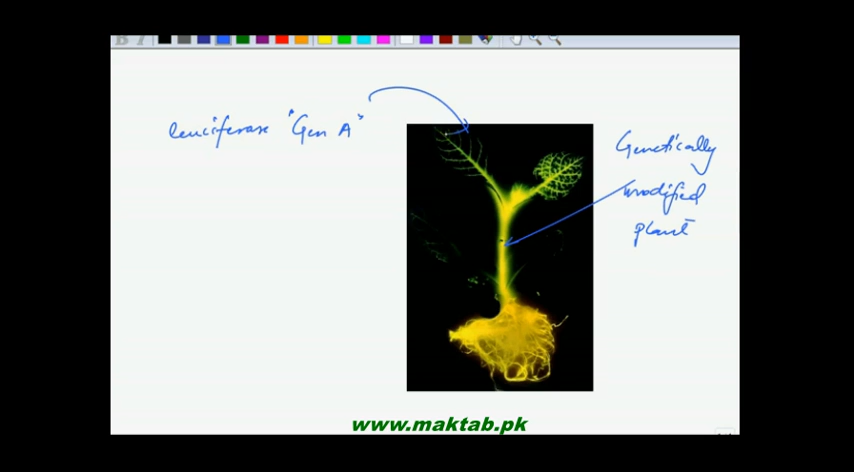 B I
luciferase "Gen A"
Genetically
modified
plant
www.maktab.pk